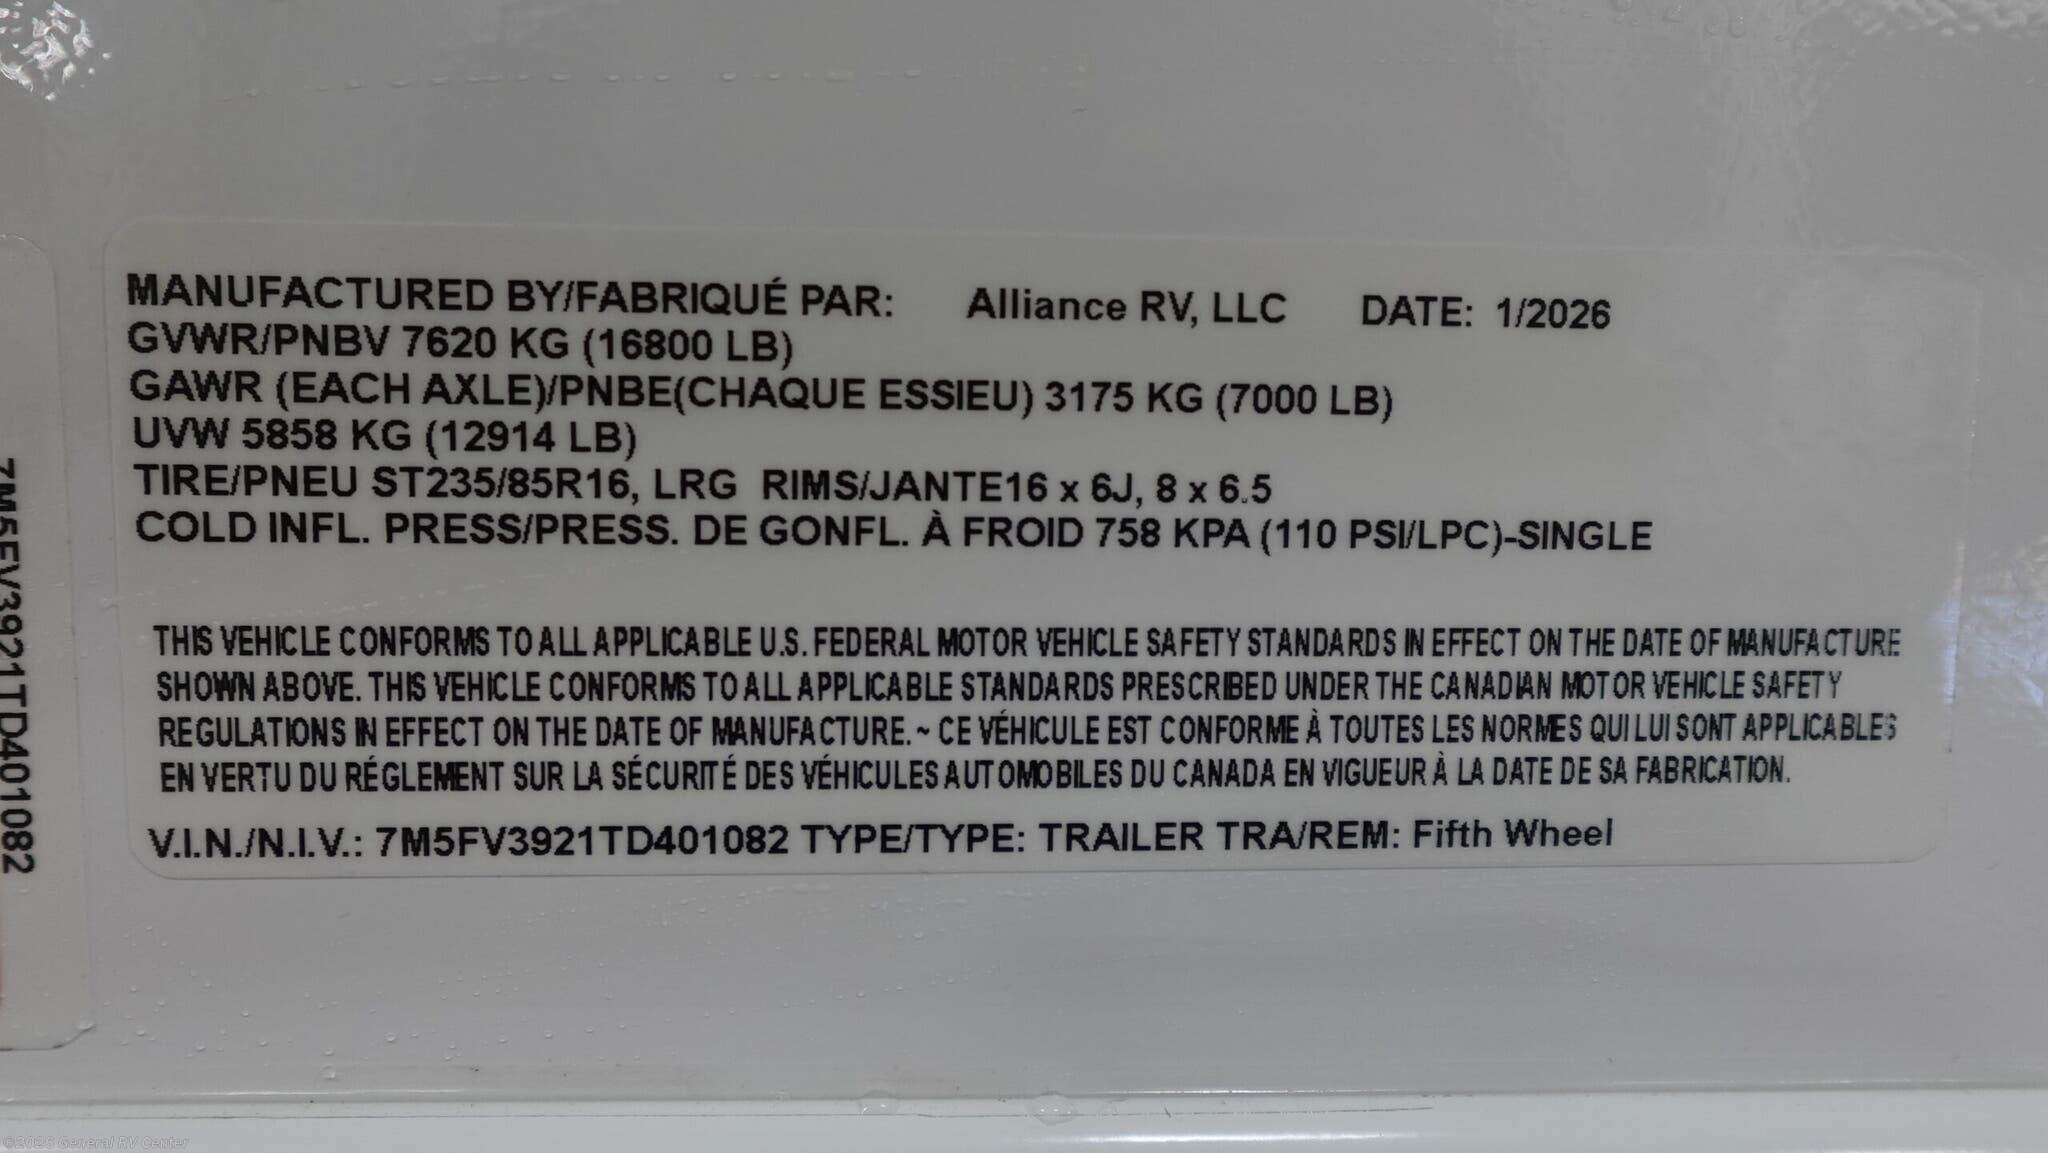 MANUFACTURED BY/FABRIQUÉ PAR: Alliance RV, LLC DATE: 1/2026
GVWR/PNBV 7620 KG (16800 LB)
GAWR (EACH AXLE)/PNBE(CHAQUE ESSIEU) 3175 KG (7000 LB)
UVW 5858 KG (12914 LB)
TIRE/PNEU ST235/85R16, LRG RIMS/JANTE16 x 6J, 8 x 6.5
COLD INFL. PRESS/PRESS. DE GONFL. À FROID 758 KPA (110 PSI/LPC)-SINGLE
THIS VEHICLE CONFORMS TO ALL APPLICABLE U.S. FEDERAL MOTOR VEHICLE SAFETY STANDARDS IN EFFECT ON THE DATE OF MANUFACTURE
SHOWN ABOVE. THIS VEHICLE CONFORMS TO ALL APPLICABLE STANDARDS PRESCRIBED UNDER THE CANADIAN MOTOR VEHICLE SAFETY
REGULATIONS IN EFFECT ON THE DATE OF MANUFACTURE. ~ CE VÉHICULE EST CONFORME À TOUTES LES NORMES QUI LUI SONT APPLICABLES
EN VERTU DU RÉGLEMENT SUR LA SÉCURITÉ DES VÉHICULES AUTOMOBILES DU CANADA EN VIGUEUR À LA DATE DE SA FABRICATION.
V.I.N./N.I.V.: 7M5FV3921TD401082 TYPE/TYPE: TRAILER TRA/REM: Fifth Wheel
7M5FV3921TD401082
©2026 General RV Center